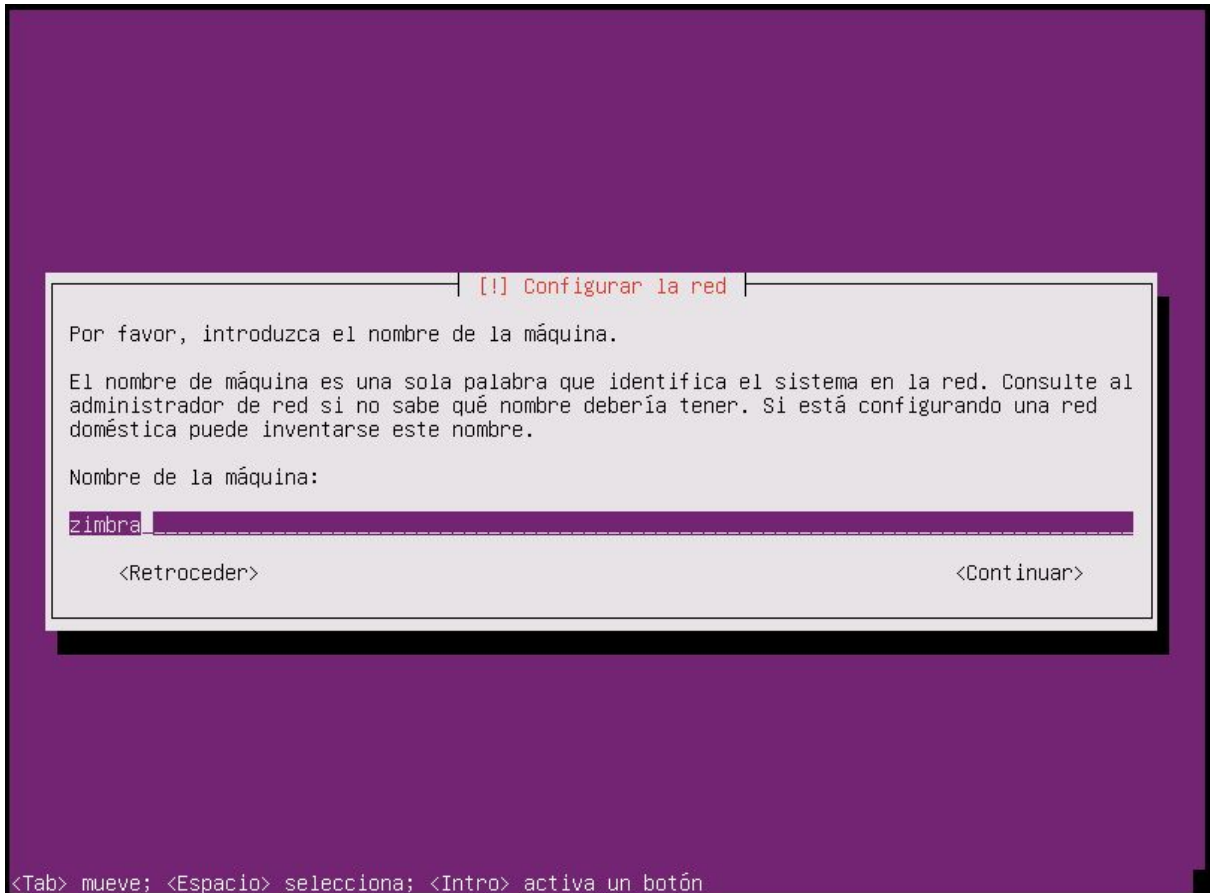 [!] Configurar la red
Por favor, introduzca el nombre de la máquina.
El nombre de máquina es una sola palabra que identifica el sistema en la red. Consulte al
administrador de red si no sabe qué nombre debería tener. Si está configurando una red
doméstica puede inventarse este nombre.
Nombre de la máquina:
zimbra
<Retroceder> <Continuar>
<Tab> mueve; <Espacio> selecciona; <Intro> activa un botón